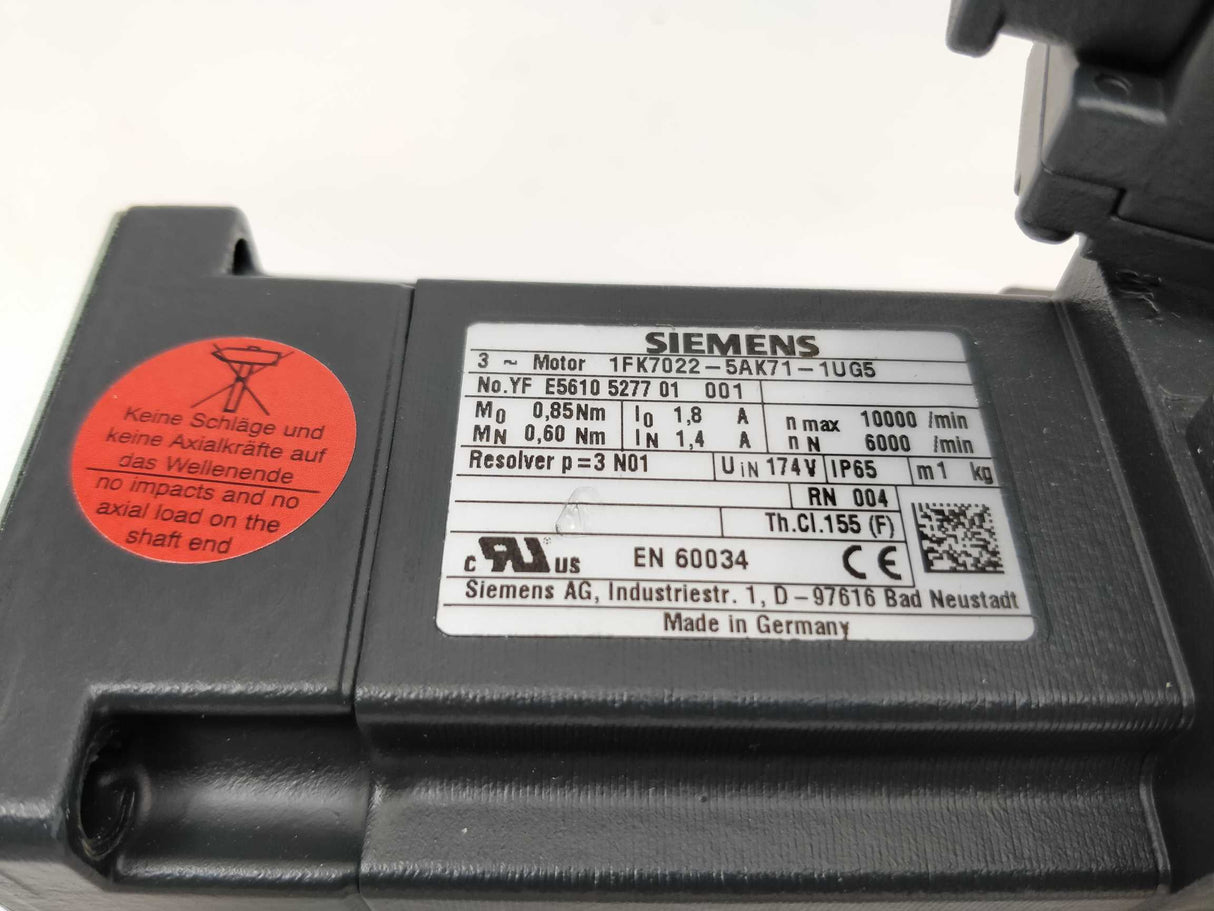 Keine Schläge und
keine Axialkräfte auf
das Wellenende
no impacts and no
axial load on the
shaft end
SIEMENS
3 ~ Motor 1FK7022-5AK71-1UG5
No.YF E5610 5277 01 001
M0 0,85Nm I0 1,8 A n max 10000 /min
MN 0,60 Nm IN 1,4 A n N 6000 /min
Resolver p=3 N01 UiN 174V IP65 m 1 kg
RN 004
Th.Cl.155 (F)
c RU US EN 60034 CE
Siemens AG, Industriestr. 1, D-97616 Bad Neustadt
Made in Germany